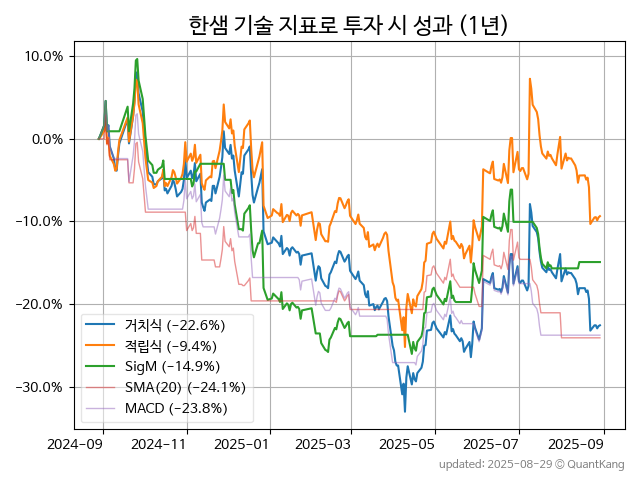 한샘 기술 지표로 투자 시 성과 (1년)
10.0%
0.0%
−10.0%
−20.0%
−30.0%
거치식 (−22.6%)
적립식 (−9.4%)
SigM (−14.9%)
SMA(20) (−24.1%)
MACD (−23.8%)
2024−09 2024−11 2025−01 2025−03 2025−05 2025−07 2025−09
updated: 2025-08-29 © QuantKang